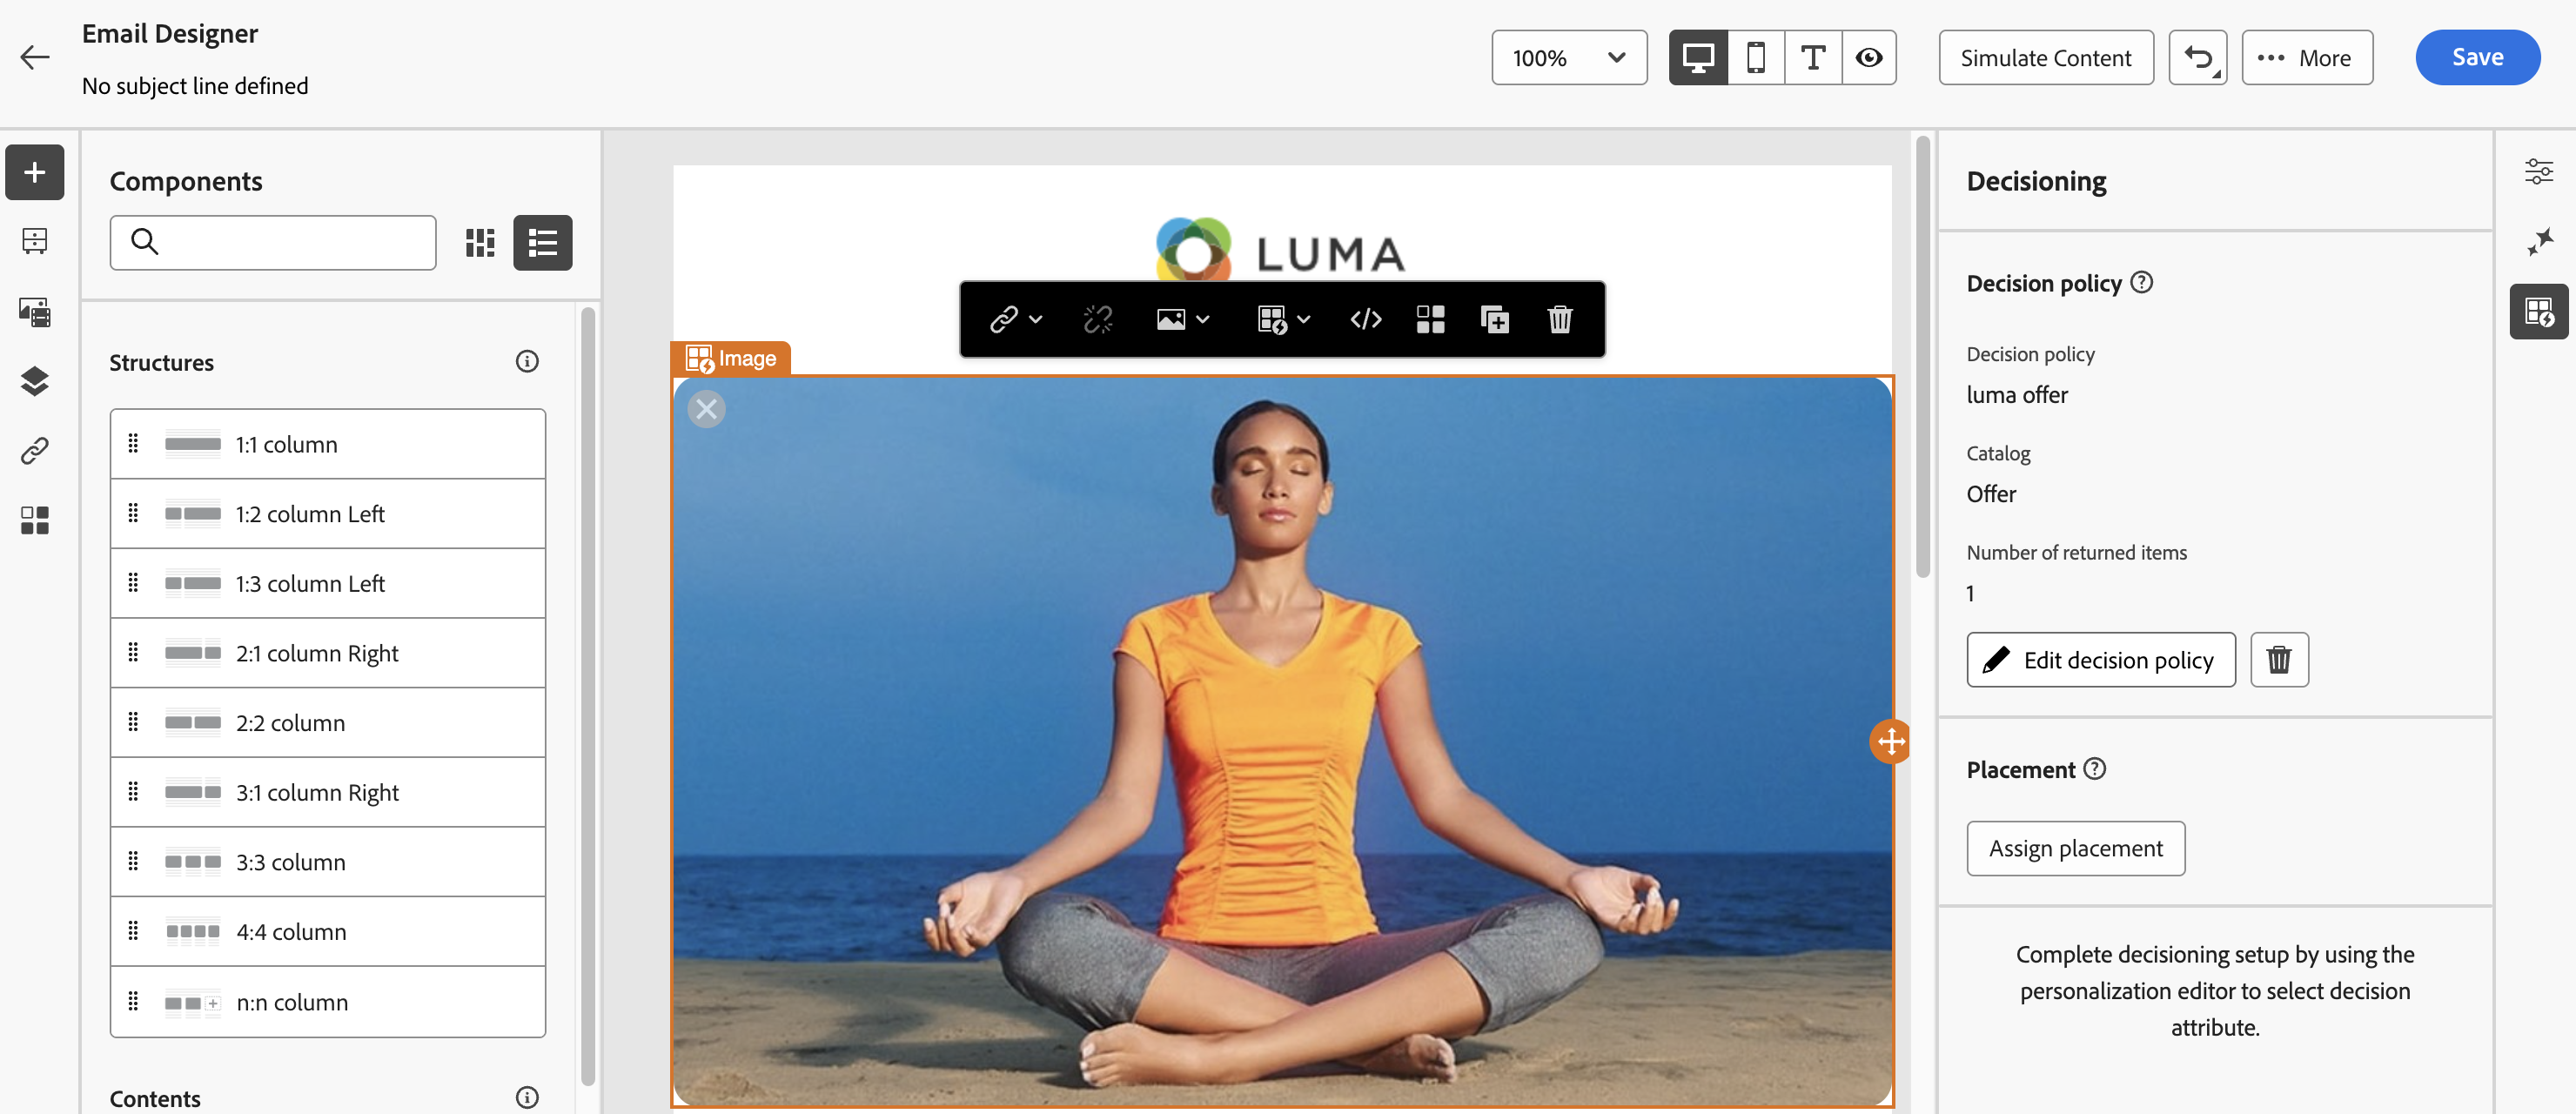 Email Designer
No subject line defined
100%
Simulate Content
More
Save
Components
Structures
1:1 column
1:2 column Left
1:3 column Left
2:1 column Right
2:2 column
3:1 column Right
3:3 column
4:4 column
n:n column
Contents
LUMA
Image
Decisioning
Decision policy
Decision policy
luma offer
Catalog
Offer
Number of returned items
1
Edit decision policy
Placement
Assign placement
Complete decisioning setup by using the
personalization editor to select decision
attribute.